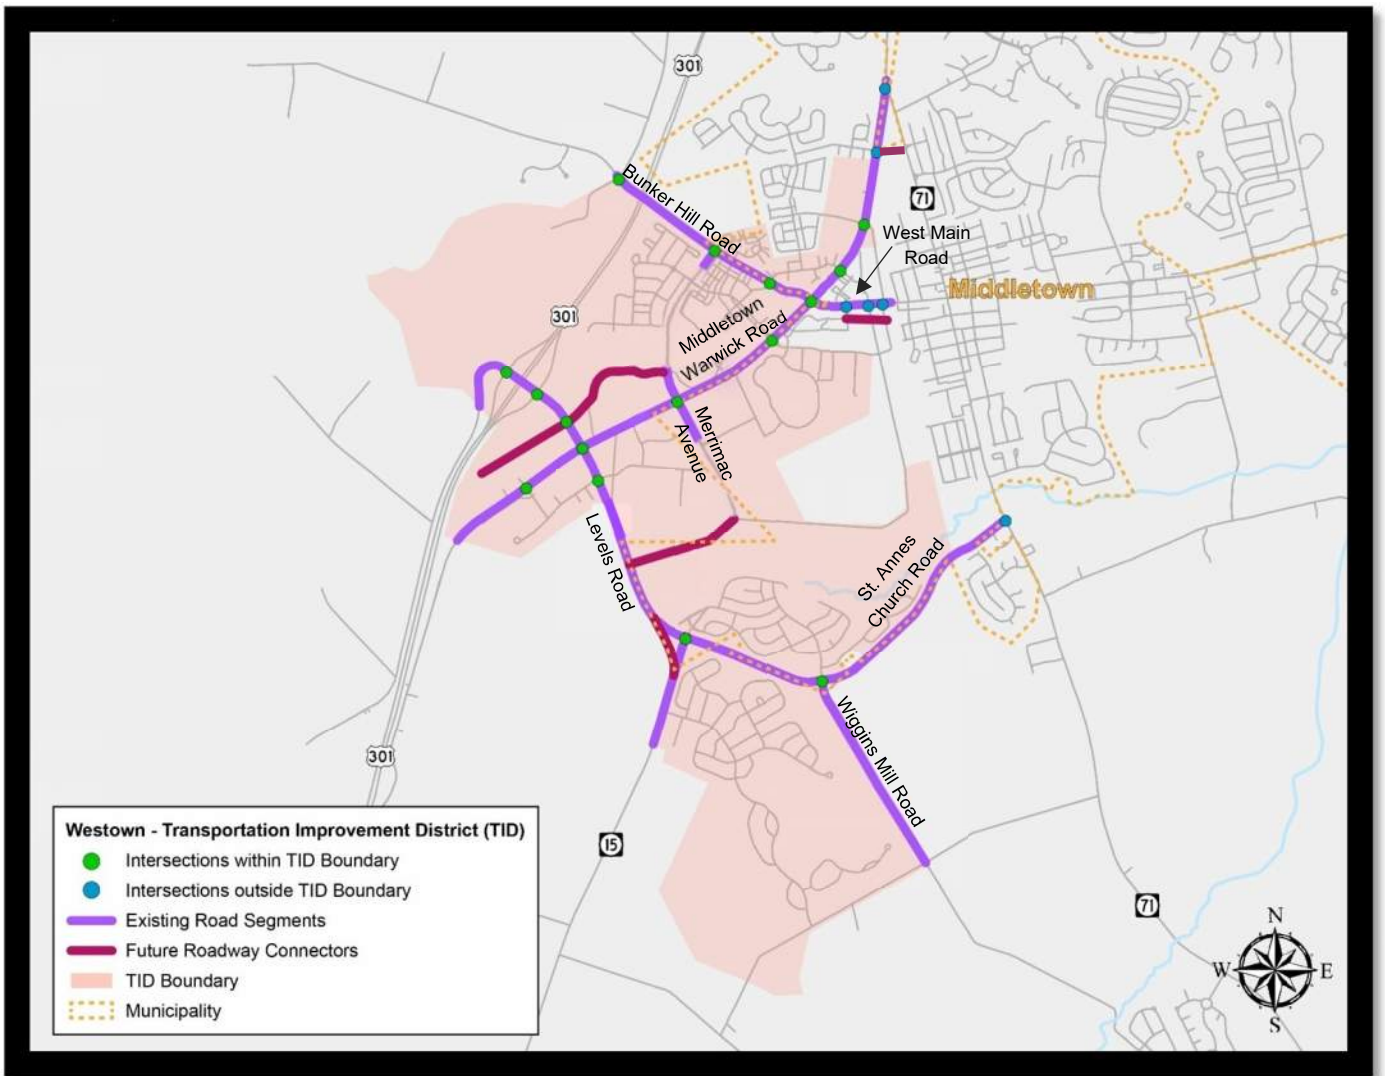 301
Bunker Hill Road
71
West Main
Road
Middletown
301
Middletown
Warwick Road
Merrimac
Avenue
Levels Road
St. Annes
Church Road
Wiggins Mill Road
301
15
71
Westown - Transportation Improvement District (TID)
Intersections within TID Boundary
Intersections outside TID Boundary
Existing Road Segments
Future Roadway Connectors
TID Boundary
Municipality
N
W
E
S